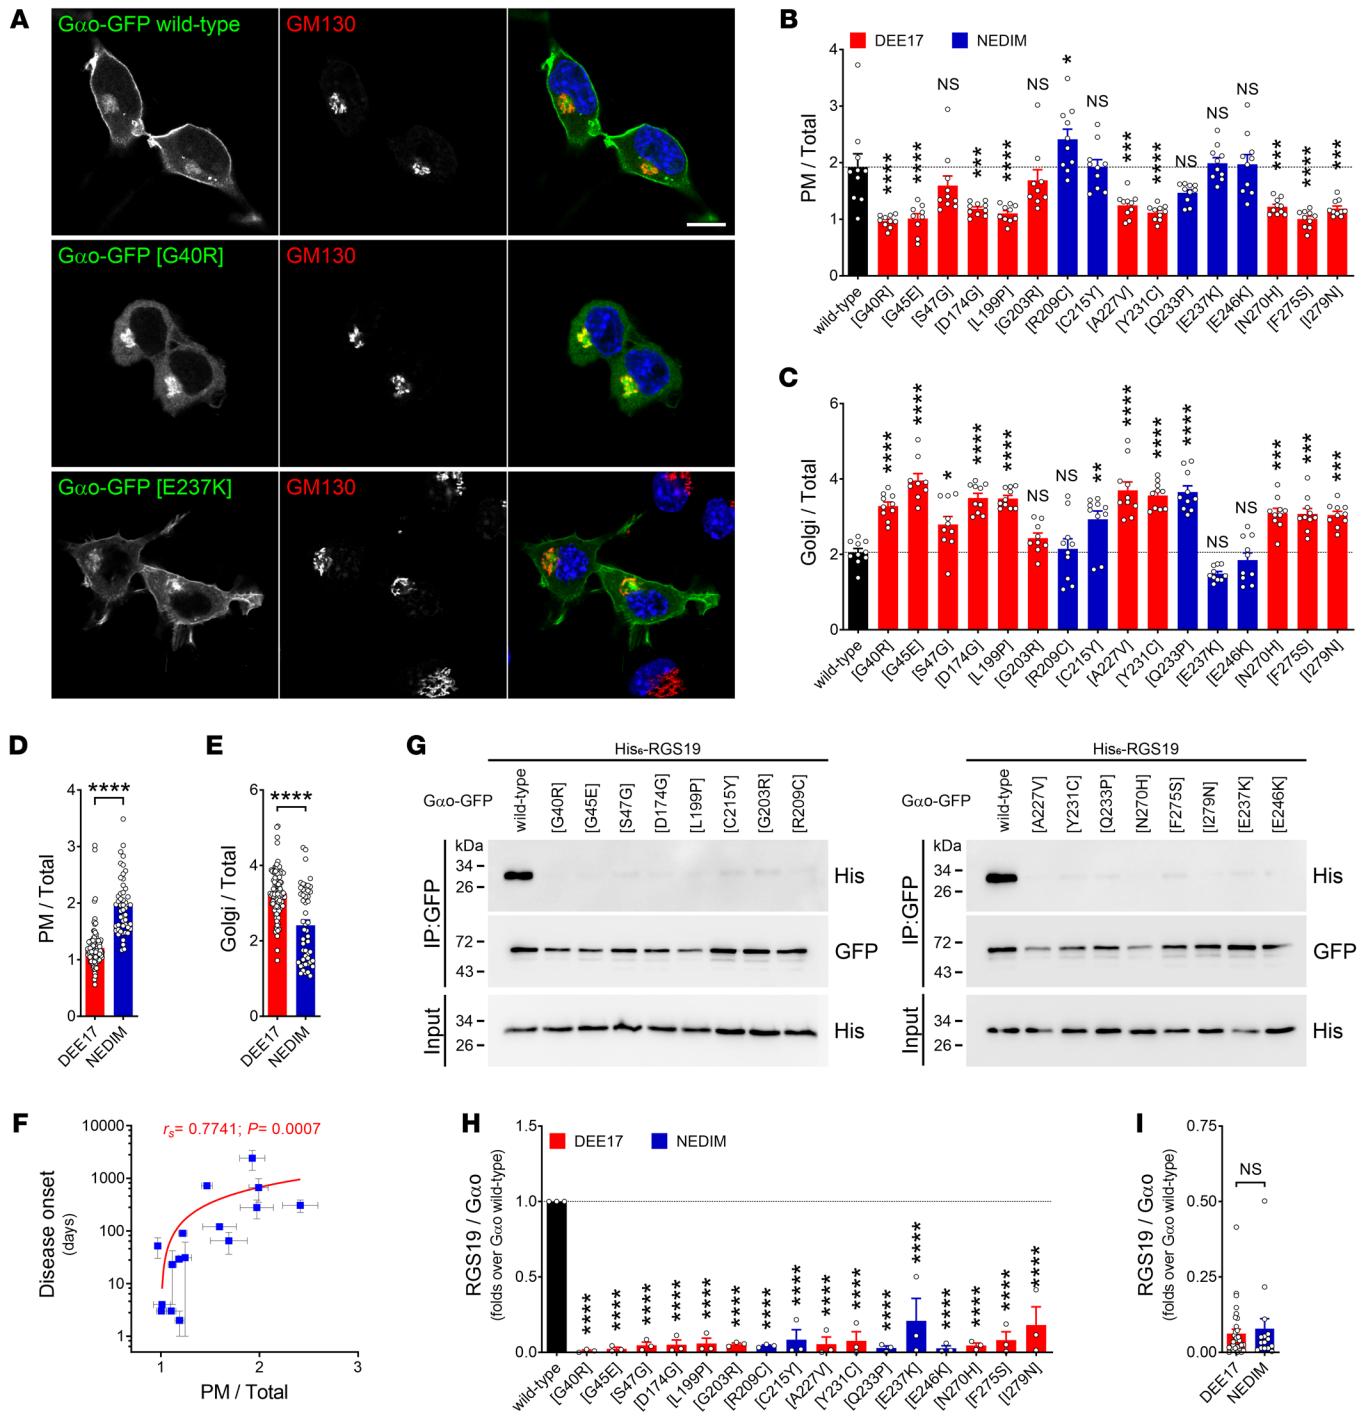 A
Gαo-GFP wild-type
GM130
Gαo-GFP [G40R]
GM130
Gαo-GFP [E237K]
GM130
B
DEE17
NEDIM
PM / Total
4
3
2
1
0
**** **** NS *** **** NS * NS *** **** NS NS NS *** **** ***
wild-type [G40R] [G45E] [S47G] [D174G] [L199P] [G203R] [R209C] [C215Y] [A227V] [Y231C] [Q233P] [E237K] [E246K] [N270H] [F275S] [I279N]
C
Golgi / Total
6
4
2
0
**** **** * **** **** NS NS ** **** **** **** NS NS *** *** ***
wild-type [G40R] [G45E] [S47G] [D174G] [L199P] [G203R] [R209C] [C215Y] [A227V] [Y231C] [Q233P] [E237K] [E246K] [N270H] [F275S] [I279N]
D
PM / Total
4
3
2
1
0
****
DEE17 NEDIM
E
Golgi / Total
6
4
2
0
****
DEE17 NEDIM
F
rs= 0.7741; P= 0.0007
Disease onset
(days)
10000
1000
100
10
1
1 2 3
PM / Total
G
His₆-RGS19
Gαo-GFP
wild-type [G40R] [G45E] [S47G] [D174G] [L199P] [C215Y] [G203R] [R209C]
kDa
IP:GFP
34
26
His
72
43
GFP
Input
34
26
His
His₆-RGS19
Gαo-GFP
wild-type [A227V] [Y231C] [Q233P] [N270H] [F275S] [I279N] [E237K] [E246K]
kDa
IP:GFP
34
26
His
72
43
GFP
Input
34
26
His
H
DEE17
NEDIM
RGS19 / Gαo
(folds over Gαo wild-type)
1.5
1.0
0.5
0.0
**** **** **** **** **** **** **** **** **** **** **** **** **** **** **** ****
wild-type [G40R] [G45E] [S47G] [D174G] [L199P] [G203R] [R209C] [C215Y] [A227V] [Y231C] [Q233P] [E237K] [E246K] [N270H] [F275S] [I279N]
I
RGS19 / Gαo
(folds over Gαo wild-type)
0.75
0.50
0.25
0.00
NS
DEE17 NEDIM